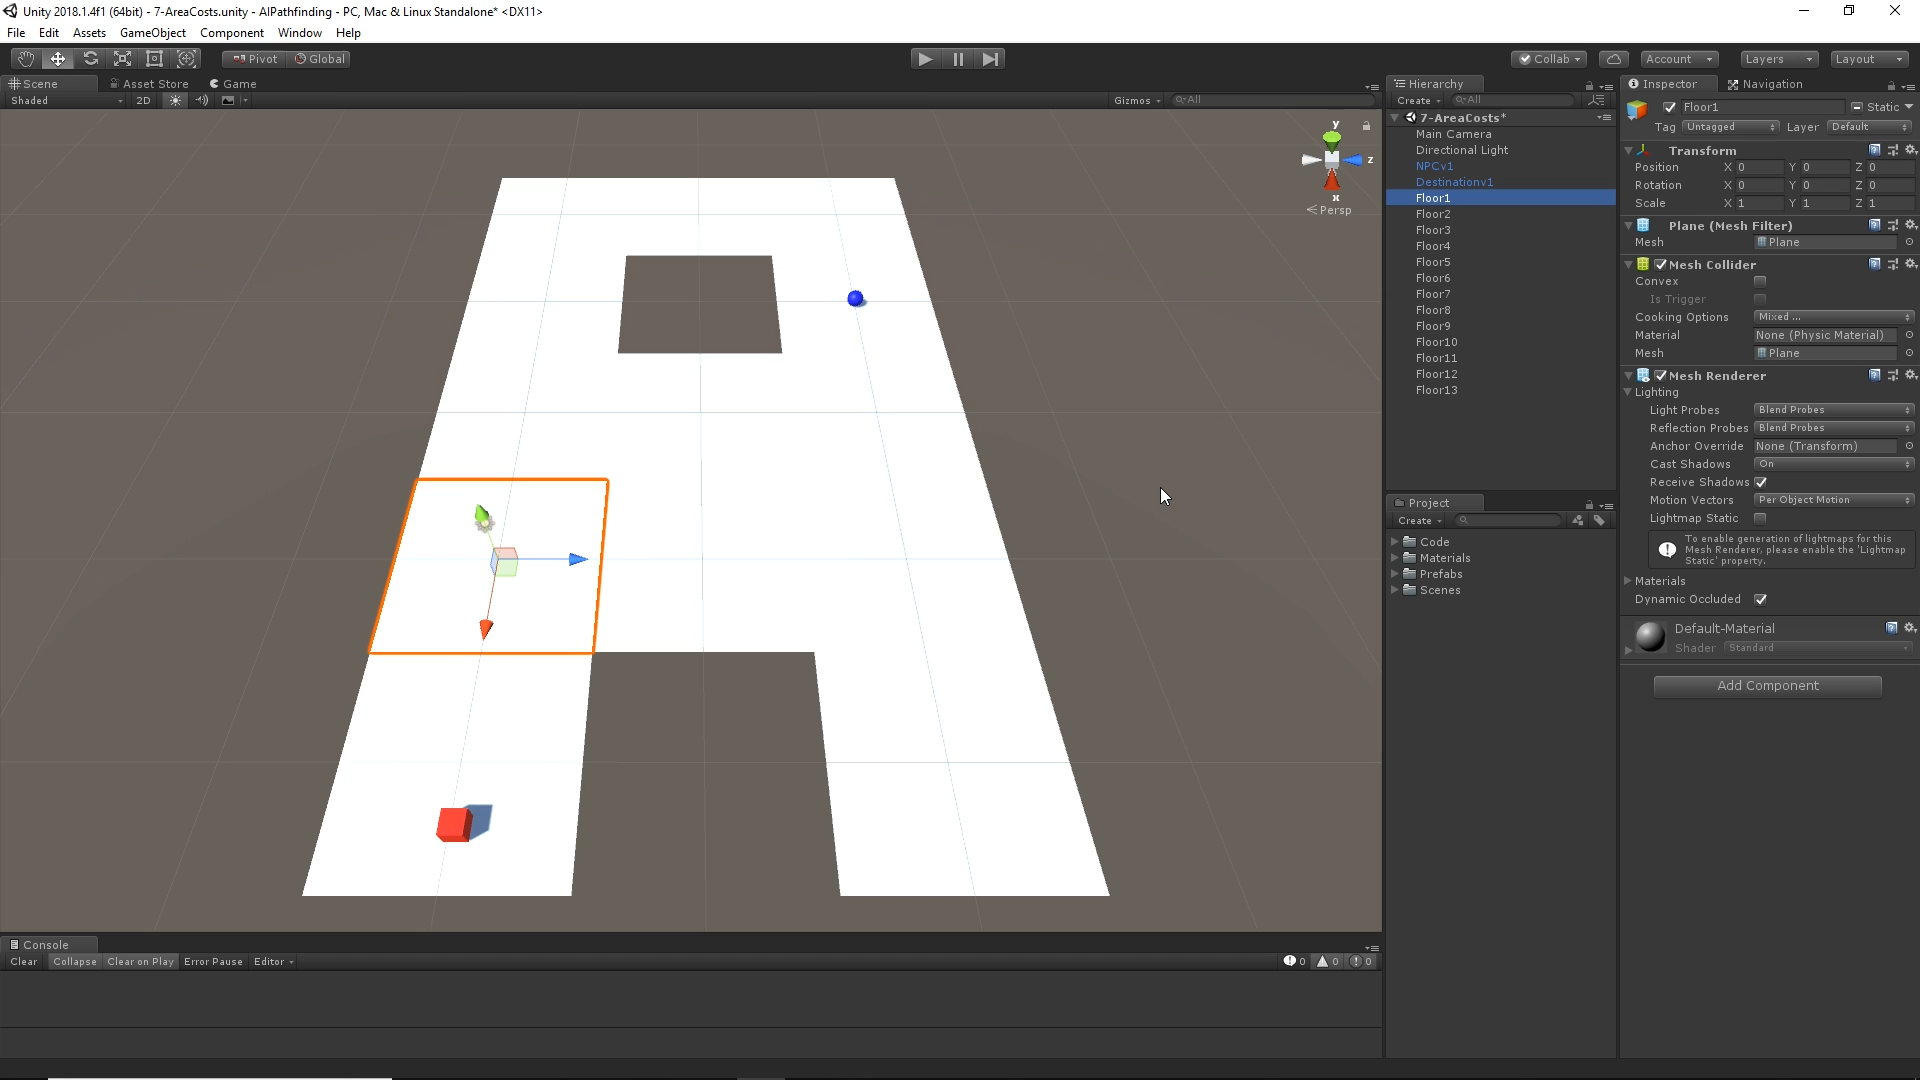 Unity 2018.1.4f1 (64bit) - 7-AreaCosts.unity - AIPathfinding - PC, Mac & Linux Standalone* <DX11>
File Edit Assets GameObject Component Window Help
Pivot Global Collab Account Layers Layout
Scene Asset Store Game
Shaded 2D Gizmos All
y
z
x
Persp
Hierarchy
Create All
7-AreaCosts*
Main Camera
Directional Light
NPCv1
Destinationv1
Floor1
Floor2
Floor3
Floor4
Floor5
Floor6
Floor7
Floor8
Floor9
Floor10
Floor11
Floor12
Floor13
Project
Create
Code
Materials
Prefabs
Scenes
Inspector Navigation
Floor1 Static
Tag Untagged Layer Default
Transform
Position X 0 Y 0 Z 0
Rotation X 0 Y 0 Z 0
Scale X 1 Y 1 Z 1
Plane (Mesh Filter)
Mesh Plane
Mesh Collider
Convex
Is Trigger
Cooking Options Mixed ...
Material None (Physic Material)
Mesh Plane
Mesh Renderer
Lighting
Light Probes Blend Probes
Reflection Probes Blend Probes
Anchor Override None (Transform)
Cast Shadows On
Receive Shadows
Motion Vectors Per Object Motion
Lightmap Static
To enable generation of lightmaps for this
Mesh Renderer, please enable the 'Lightmap
Static' property.
Materials
Dynamic Occluded
Default-Material
Shader Standard
Add Component
Console
Clear Collapse Clear on Play Error Pause Editor 0 0 0